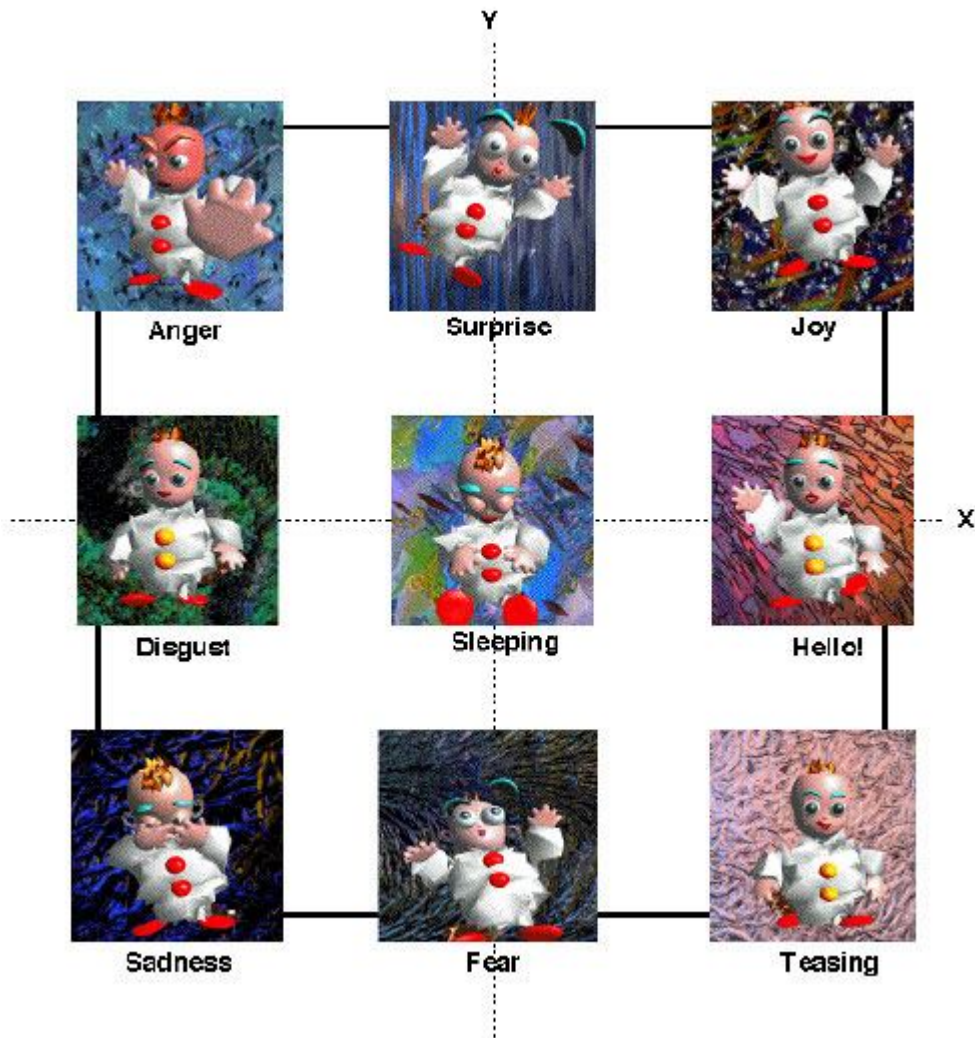 Y
Anger
Surprise
Joy
X
Disgust
Sleeping
Hello!
Sadness
Fear
Teasing